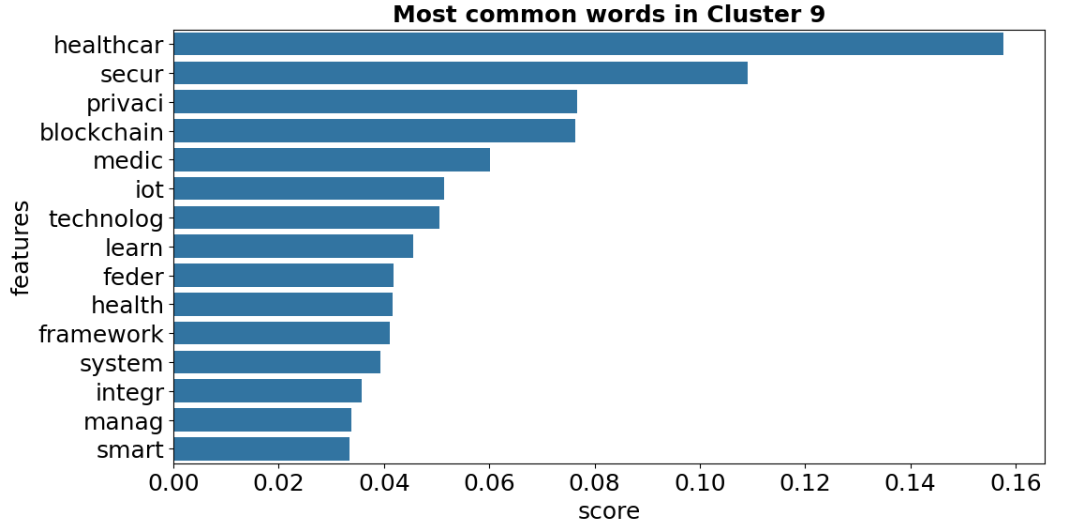 Most common words in Cluster 9
features
healthcar
secur
privaci
blockchain
medic
iot
technolog
learn
feder
health
framework
system
integr
manag
smart
0.00 0.02 0.04 0.06 0.08 0.10 0.12 0.14 0.16
score